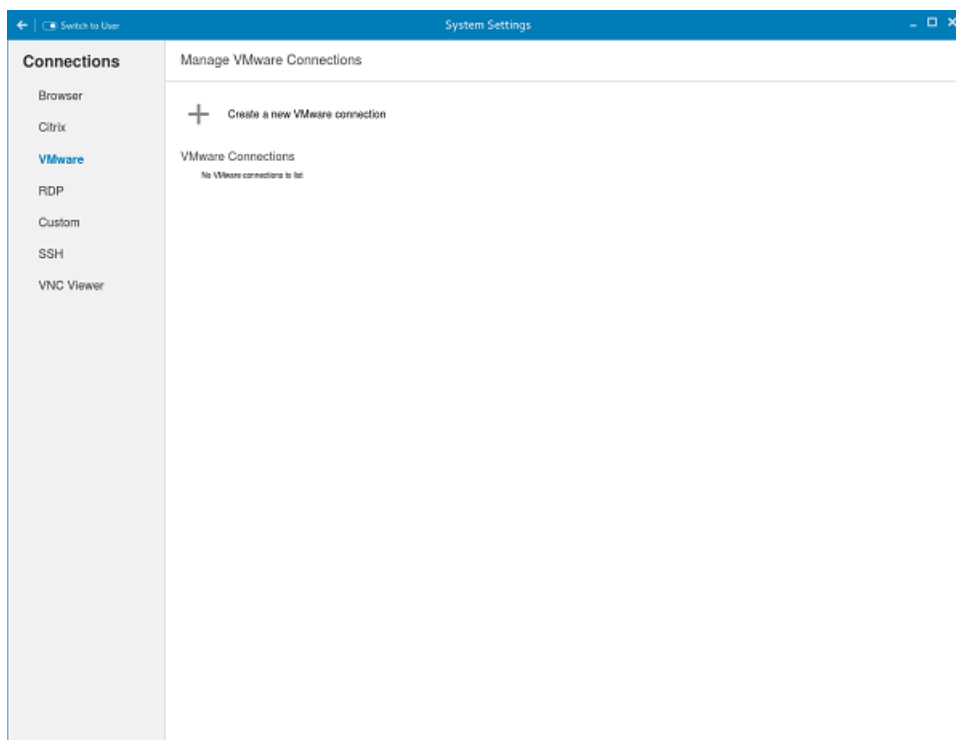 Switch to User System Settings
Connections
Browser
Citrix
VMware
RDP
Custom
SSH
VNC Viewer
Manage VMware Connections
Create a new VMware connection
VMware Connections
No VMware connections to list